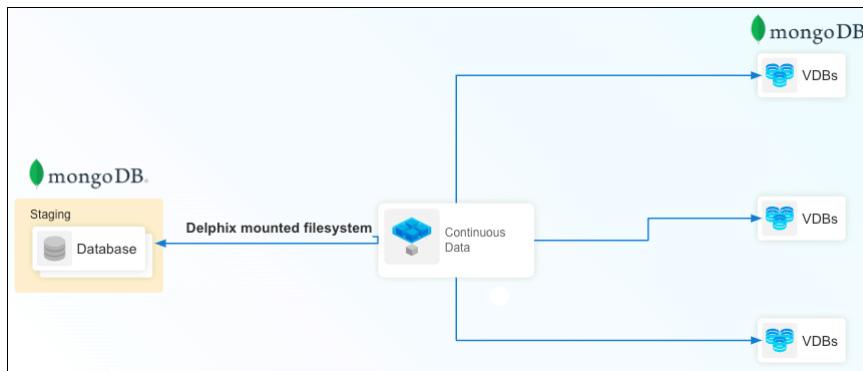 mongoDB
VDBs
mongoDB®
Staging
Database
Delphix mounted filesystem
Continuous
Data
VDBs
VDBs